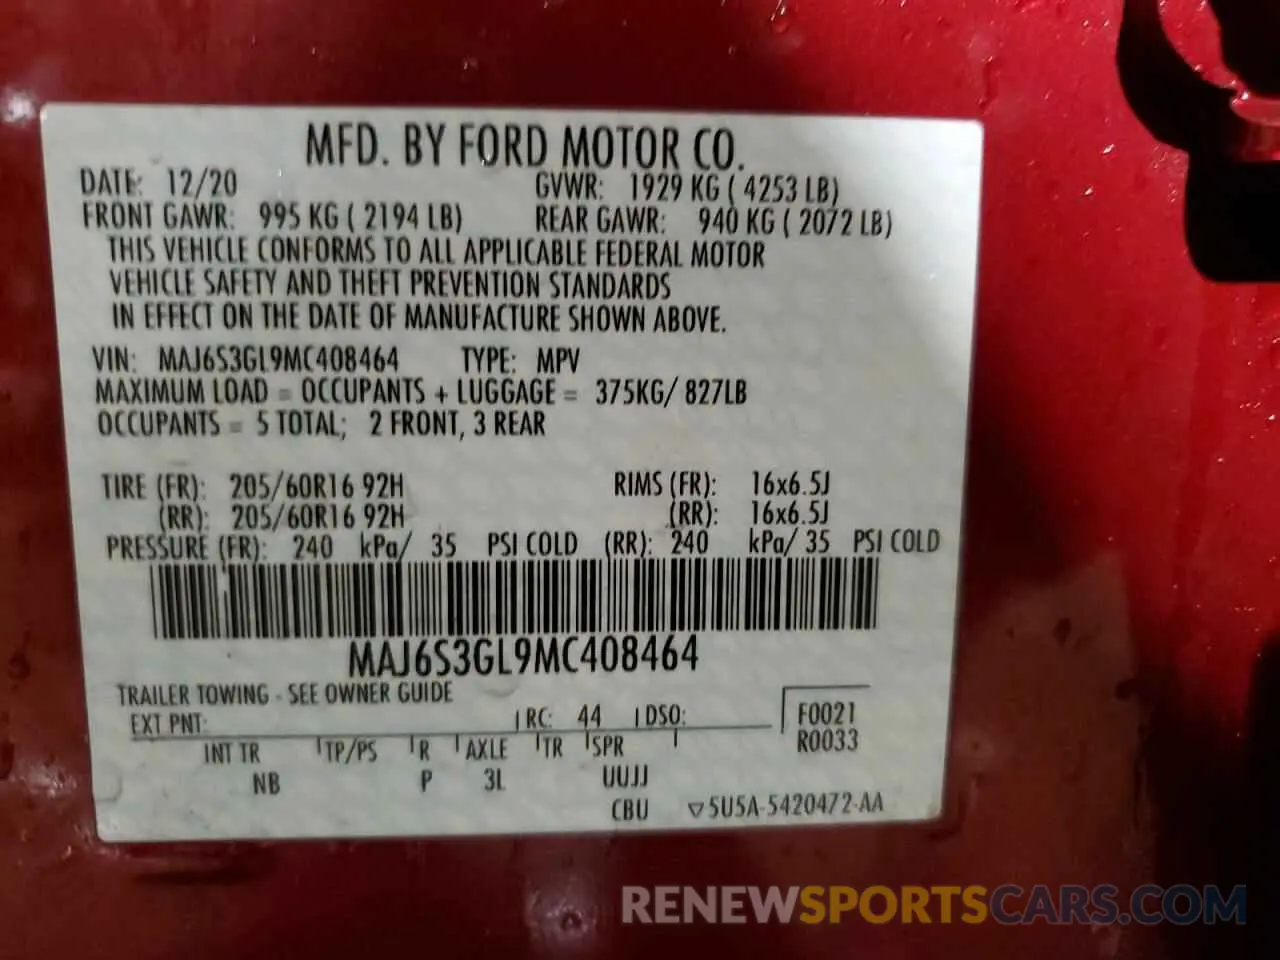 MFD. BY FORD MOTOR CO.
DATE: 12/20 GVWR: 1929 KG ( 4253 LB)
FRONT GAWR: 995 KG ( 2194 LB) REAR GAWR: 940 KG ( 2072 LB)
THIS VEHICLE CONFORMS TO ALL APPLICABLE FEDERAL MOTOR
VEHICLE SAFETY AND THEFT PREVENTION STANDARDS
IN EFFECT ON THE DATE OF MANUFACTURE SHOWN ABOVE.
VIN: MAJ6S3GL9MC408464 TYPE: MPV
MAXIMUM LOAD = OCCUPANTS + LUGGAGE = 375KG/ 827LB
OCCUPANTS = 5 TOTAL; 2 FRONT, 3 REAR
TIRE (FR): 205/60R16 92H RIMS (FR): 16x6.5J
(RR): 205/60R16 92H (RR): 16x6.5J
PRESSURE (FR): 240 kPa/ 35 PSI COLD (RR): 240 kPa/ 35 PSI COLD
MAJ6S3GL9MC408464
TRAILER TOWING - SEE OWNER GUIDE
EXT PNT: RC: 44 DSO: F0021
R0033
INT TR TP/PS R AXLE TR SPR
NB P 3L UUJJ
CBU ▽5U5A-5420472-AA
RENEWSPORTSCARS.COM